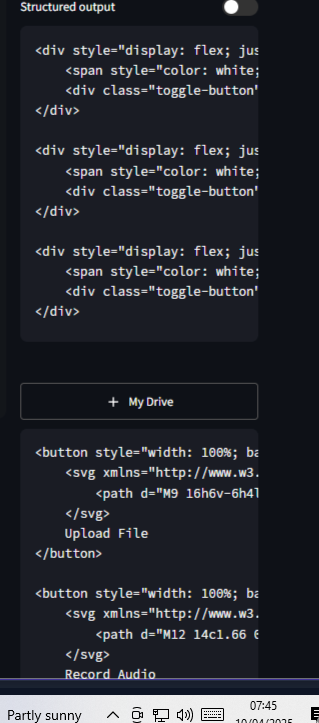 Structured output
<div style="display: flex; jus
<span style="color: white;
<div class="toggle-button"
</div>
<div style="display: flex; jus
<span style="color: white;
<div class="toggle-button"
</div>
<div style="display: flex; jus
<span style="color: white;
<div class="toggle-button"
</div>
+ My Drive
<button style="width: 100%; ba
<svg xmlns="http://www.w3.
<path d="M9 16h6v-6h4l
</svg>
Upload File
</button>
<button style="width: 100%; ba
<svg xmlns="http://www.w3.
<path d="M12 14c1.66 0
</svg>
Record Audio
Partly sunny
07:45
10/04/2025